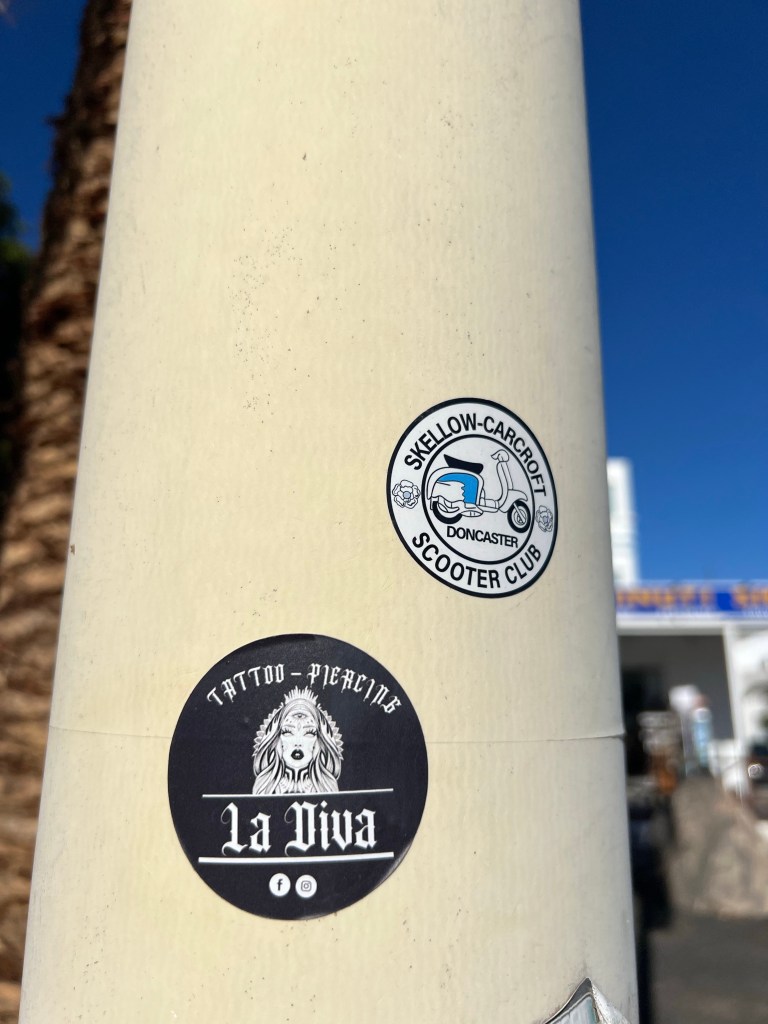 SKELLOW-CARCROFT
DONCASTER
SCOOTER CLUB
TATTOO - PIERCING
La Diva
f